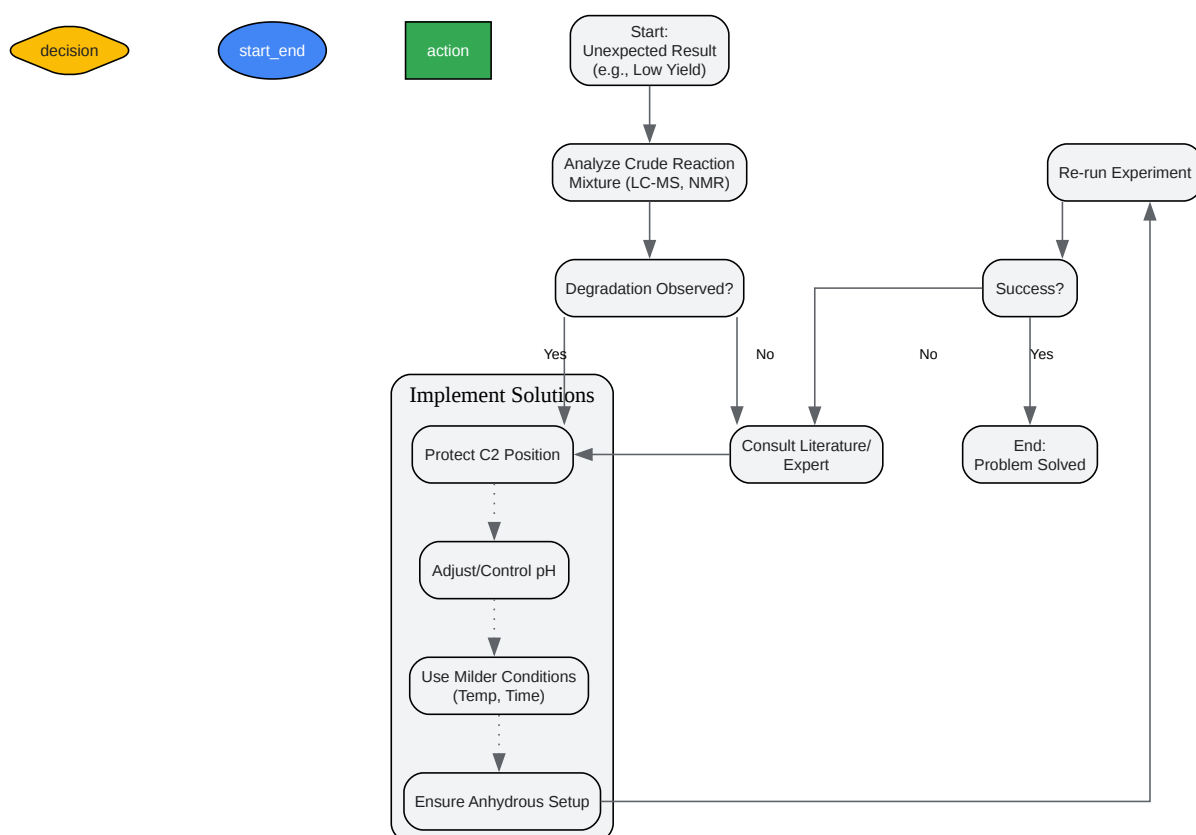 decision
start_end
action
Start:
Unexpected Result
(e.g., Low Yield)
Analyze Crude Reaction
Mixture (LC-MS, NMR)
Re-run Experiment
Degradation Observed?
Success?
Yes
No
No
Yes
Implement Solutions
Protect C2 Position
Consult Literature/
Expert
End:
Problem Solved
Adjust/Control pH
Use Milder Conditions
(Temp, Time)
Ensure Anhydrous Setup